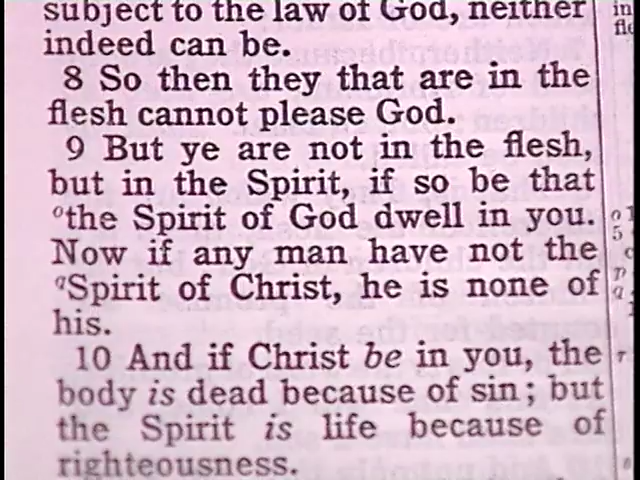 subject to the law of God, neither
indeed can be.
8 So then they that are in the
flesh cannot please God.
9 But ye are not in the flesh,
but in the Spirit, if so be that
ᵒthe Spirit of God dwell in you.
Now if any man have not the
ᵠSpirit of Christ, he is none of
his.
10 And if Christ be in you, the
body is dead because of sin; but
the Spirit is life because of
righteousness.